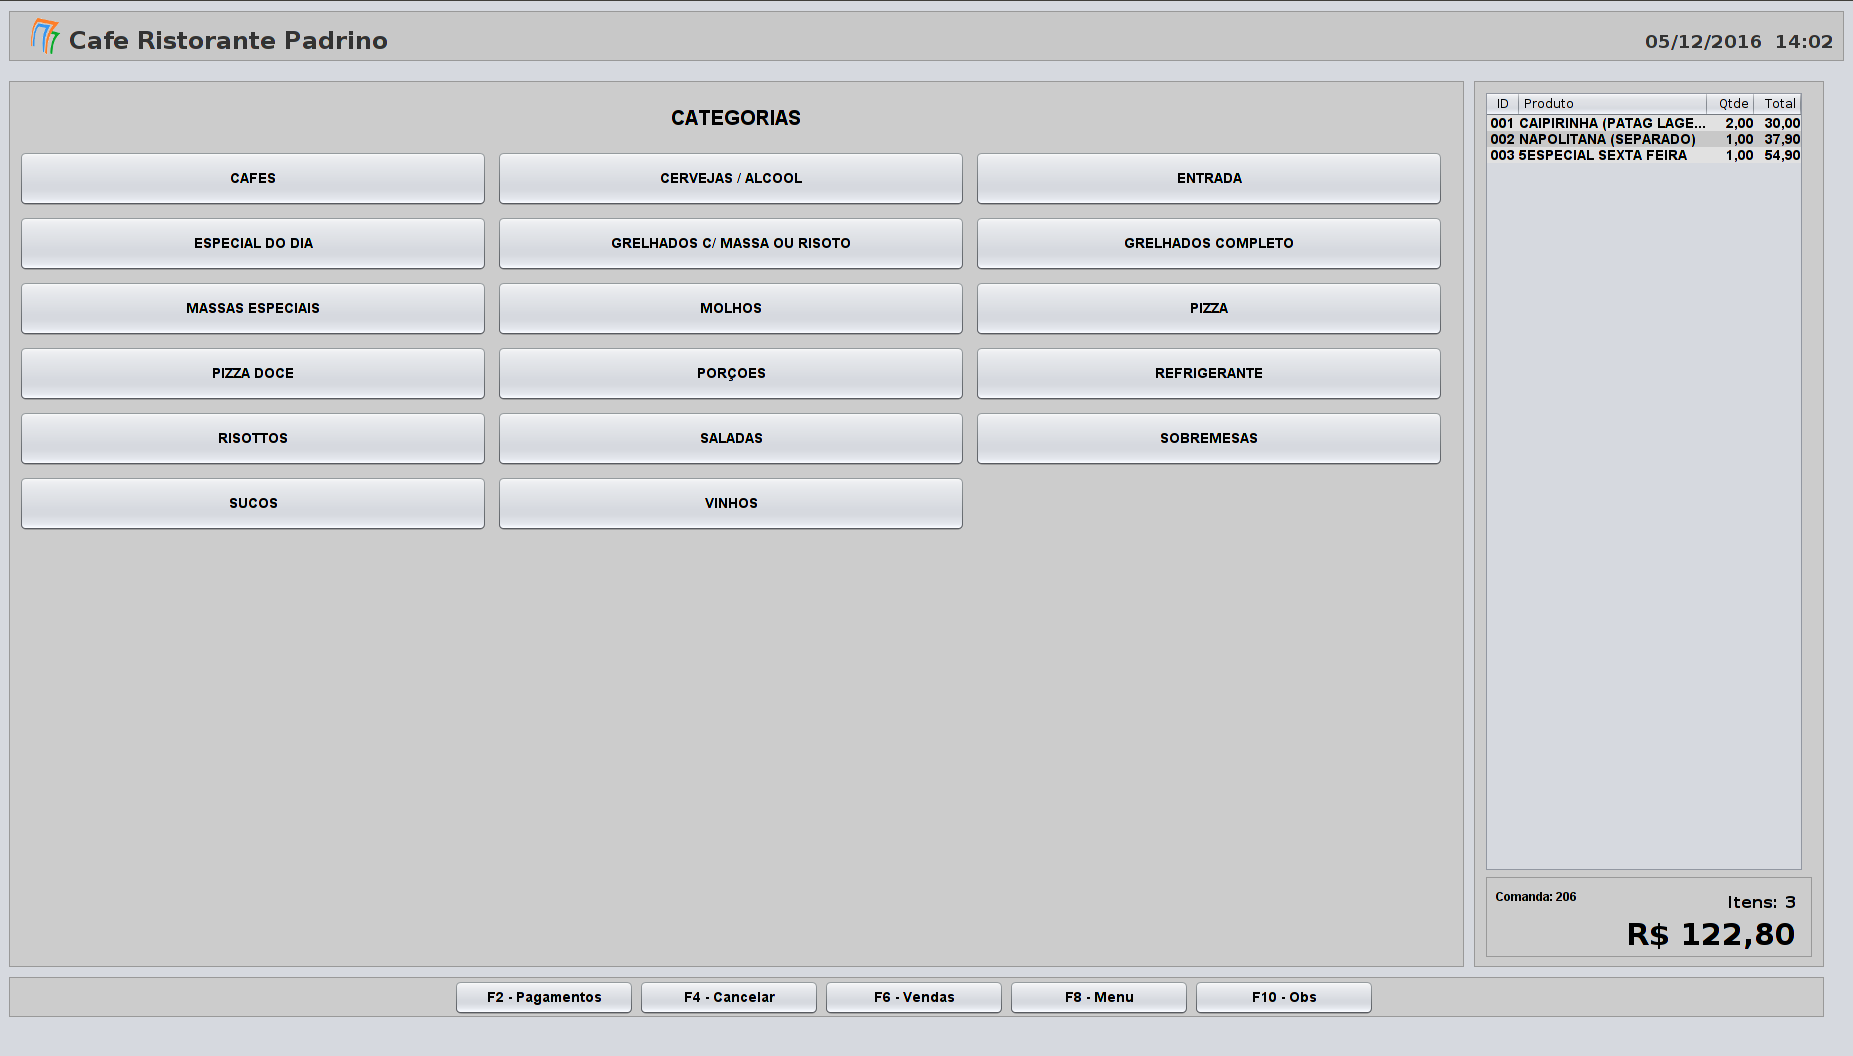 Cafe Ristorante Padrino
05/12/2016 14:02
CATEGORIAS
CAFES
CERVEJAS / ALCOOL
ENTRADA
ESPECIAL DO DIA
GRELHADOS C/ MASSA OU RISOTO
GRELHADOS COMPLETO
MASSAS ESPECIAIS
MOLHOS
PIZZA
PIZZA DOCE
PORÇOES
REFRIGERANTE
RISOTTOS
SALADAS
SOBREMESAS
SUCOS
VINHOS
ID Produto Qtde Total
001 CAIPIRINHA (PATAG LAGE... 2,00 30,00
002 NAPOLITANA (SEPARADO) 1,00 37,90
003 5ESPECIAL SEXTA FEIRA 1,00 54,90
Comanda: 206
Itens: 3
R$ 122,80
F2 - Pagamentos
F4 - Cancelar
F6 - Vendas
F8 - Menu
F10 - Obs